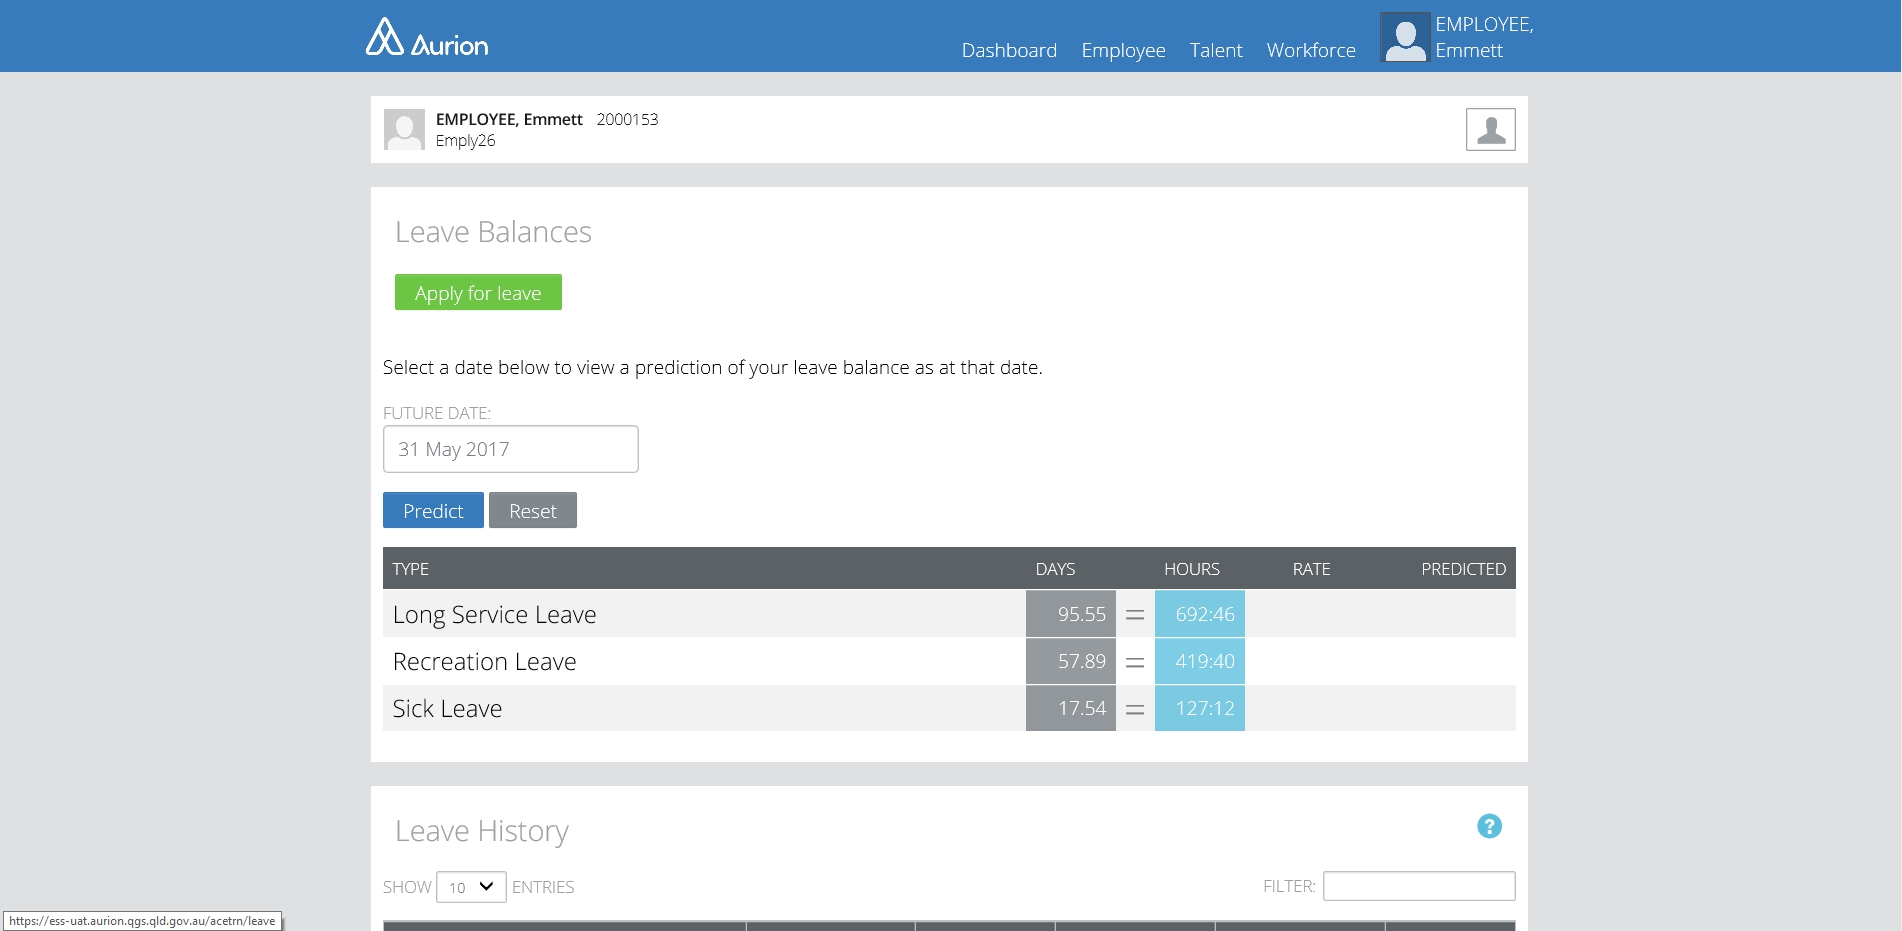 Aurion
Dashboard Employee Talent Workforce
EMPLOYEE,
Emmett
EMPLOYEE, Emmett 2000153
Emply26
Leave Balances
Apply for leave
Select a date below to view a prediction of your leave balance as at that date.
FUTURE DATE:
31 May 2017
Predict Reset
TYPE DAYS HOURS RATE PREDICTED
Long Service Leave 95.55 = 692:46
Recreation Leave 57.89 = 419:40
Sick Leave 17.54 = 127:12
Leave History ?
SHOW 10 ENTRIES FILTER:
https://ess-uat.aurion.qgs.qld.gov.au/acetrn/leave